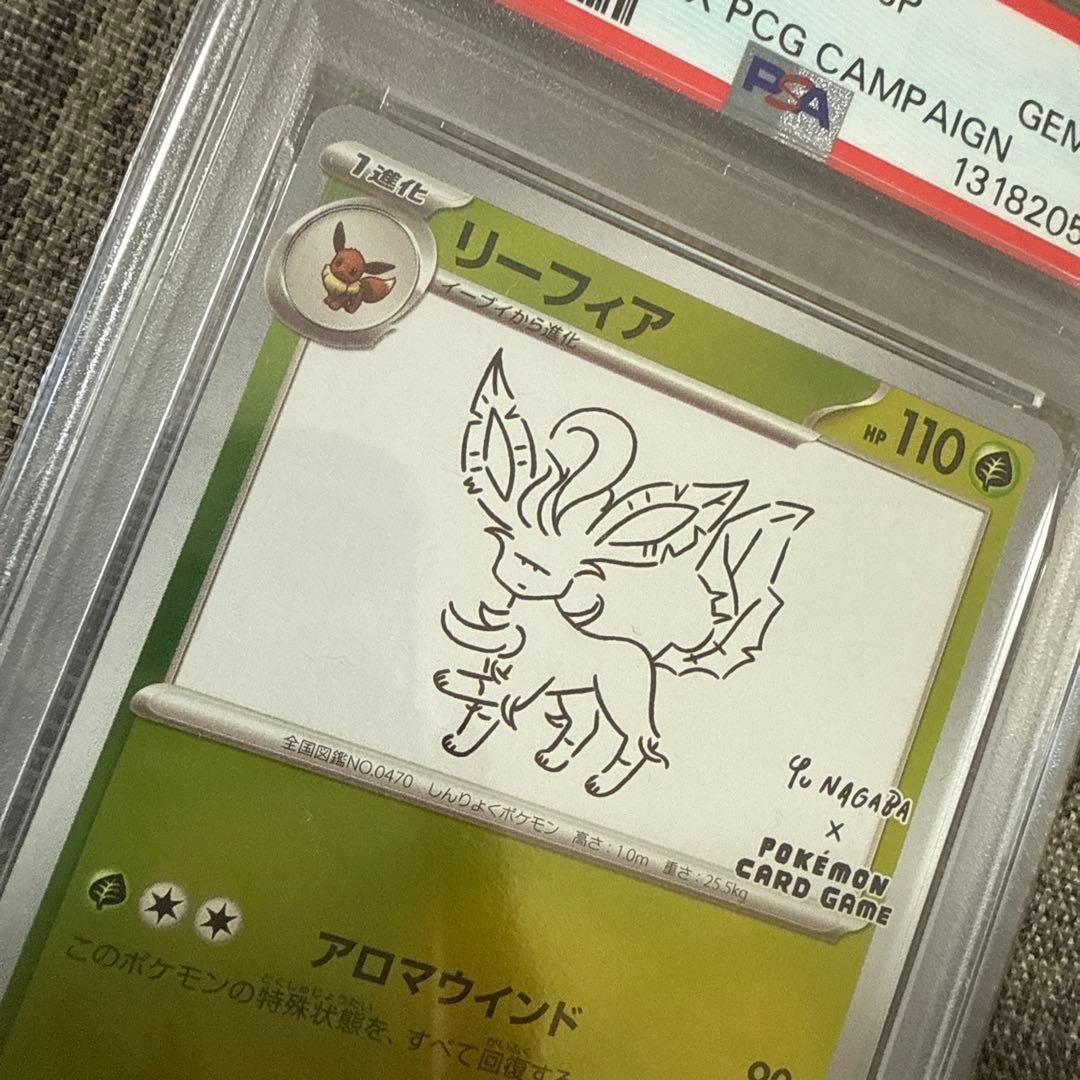 PCG CAMPAIGN
PSA
GEM
1318205
1進化
リーフィア
イーブイから進化
HP 110
Yu NAGABA
×
POKÉMON
CARD GAME
全国図鑑NO.0470 しんりょくポケモン 高さ:1.0m 重さ:25.5kg
アロマウインド
このポケモンの特殊状態を、すべて回復する